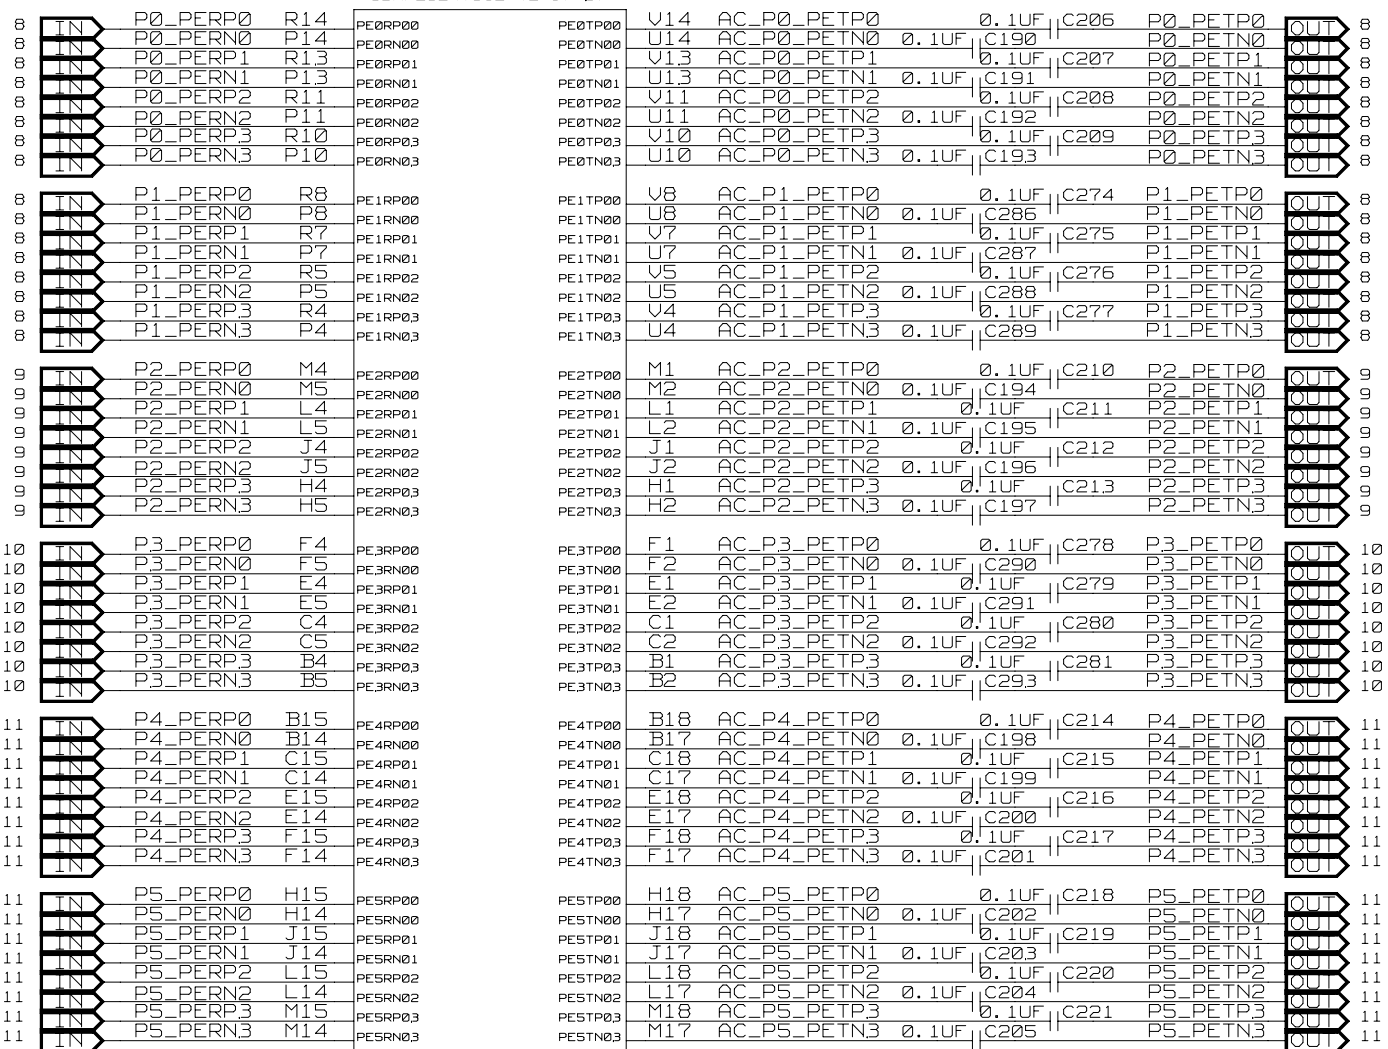 8 IN P0_PERP0 R14 PE0RP00 PE0TP00 V14 AC_P0_PETP0 0.1UF C206 P0_PETP0 OUT 8
8 IN P0_PERN0 P14 PE0RN00 PE0TN00 U14 AC_P0_PETN0 0.1UF C190 P0_PETN0 OUT 8
8 IN P0_PERP1 R13 PE0RP01 PE0TP01 V13 AC_P0_PETP1 0.1UF C207 P0_PETP1 OUT 8
8 IN P0_PERN1 P13 PE0RN01 PE0TN01 U13 AC_P0_PETN1 0.1UF C191 P0_PETN1 OUT 8
8 IN P0_PERP2 R11 PE0RP02 PE0TP02 V11 AC_P0_PETP2 0.1UF C208 P0_PETP2 OUT 8
8 IN P0_PERN2 P11 PE0RN02 PE0TN02 U11 AC_P0_PETN2 0.1UF C192 P0_PETN2 OUT 8
8 IN P0_PERP3 R10 PE0RP03 PE0TP03 V10 AC_P0_PETP3 0.1UF C209 P0_PETP3 OUT 8
8 IN P0_PERN3 P10 PE0RN03 PE0TN03 U10 AC_P0_PETN3 0.1UF C193 P0_PETN3 OUT 8
8 IN P1_PERP0 R8 PE1RP00 PE1TP00 V8 AC_P1_PETP0 0.1UF C274 P1_PETP0 OUT 8
8 IN P1_PERN0 P8 PE1RN00 PE1TN00 U8 AC_P1_PETN0 0.1UF C286 P1_PETN0 OUT 8
8 IN P1_PERP1 R7 PE1RP01 PE1TP01 V7 AC_P1_PETP1 0.1UF C275 P1_PETP1 OUT 8
8 IN P1_PERN1 P7 PE1RN01 PE1TN01 U7 AC_P1_PETN1 0.1UF C287 P1_PETN1 OUT 8
8 IN P1_PERP2 R5 PE1RP02 PE1TP02 V5 AC_P1_PETP2 0.1UF C276 P1_PETP2 OUT 8
8 IN P1_PERN2 P5 PE1RN02 PE1TN02 U5 AC_P1_PETN2 0.1UF C288 P1_PETN2 OUT 8
8 IN P1_PERP3 R4 PE1RP03 PE1TP03 V4 AC_P1_PETP3 0.1UF C277 P1_PETP3 OUT 8
8 IN P1_PERN3 P4 PE1RN03 PE1TN03 U4 AC_P1_PETN3 0.1UF C289 P1_PETN3 OUT 8
9 IN P2_PERP0 M4 PE2RP00 PE2TP00 M1 AC_P2_PETP0 0.1UF C210 P2_PETP0 OUT 9
9 IN P2_PERN0 M5 PE2RN00 PE2TN00 M2 AC_P2_PETN0 0.1UF C194 P2_PETN0 OUT 9
9 IN P2_PERP1 L4 PE2RP01 PE2TP01 L1 AC_P2_PETP1 0.1UF C211 P2_PETP1 OUT 9
9 IN P2_PERN1 L5 PE2RN01 PE2TN01 L2 AC_P2_PETN1 0.1UF C195 P2_PETN1 OUT 9
9 IN P2_PERP2 J4 PE2RP02 PE2TP02 J1 AC_P2_PETP2 0.1UF C212 P2_PETP2 OUT 9
9 IN P2_PERN2 J5 PE2RN02 PE2TN02 J2 AC_P2_PETN2 0.1UF C196 P2_PETN2 OUT 9
9 IN P2_PERP3 H4 PE2RP03 PE2TP03 H1 AC_P2_PETP3 0.1UF C213 P2_PETP3 OUT 9
9 IN P2_PERN3 H5 PE2RN03 PE2TN03 H2 AC_P2_PETN3 0.1UF C197 P2_PETN3 OUT 9
10 IN P3_PERP0 F4 PE3RP00 PE3TP00 F1 AC_P3_PETP0 0.1UF C278 P3_PETP0 OUT 10
10 IN P3_PERN0 F5 PE3RN00 PE3TN00 F2 AC_P3_PETN0 0.1UF C290 P3_PETN0 OUT 10
10 IN P3_PERP1 E4 PE3RP01 PE3TP01 E1 AC_P3_PETP1 0.1UF C279 P3_PETP1 OUT 10
10 IN P3_PERN1 E5 PE3RN01 PE3TN01 E2 AC_P3_PETN1 0.1UF C291 P3_PETN1 OUT 10
10 IN P3_PERP2 C4 PE3RP02 PE3TP02 C1 AC_P3_PETP2 0.1UF C280 P3_PETP2 OUT 10
10 IN P3_PERN2 C5 PE3RN02 PE3TN02 C2 AC_P3_PETN2 0.1UF C292 P3_PETN2 OUT 10
10 IN P3_PERP3 B4 PE3RP03 PE3TP03 B1 AC_P3_PETP3 0.1UF C281 P3_PETP3 OUT 10
10 IN P3_PERN3 B5 PE3RN03 PE3TN03 B2 AC_P3_PETN3 0.1UF C293 P3_PETN3 OUT 10
11 IN P4_PERP0 B15 PE4RP00 PE4TP00 B18 AC_P4_PETP0 0.1UF C214 P4_PETP0 OUT 11
11 IN P4_PERN0 B14 PE4RN00 PE4TN00 B17 AC_P4_PETN0 0.1UF C198 P4_PETN0 OUT 11
11 IN P4_PERP1 C15 PE4RP01 PE4TP01 C18 AC_P4_PETP1 0.1UF C215 P4_PETP1 OUT 11
11 IN P4_PERN1 C14 PE4RN01 PE4TN01 C17 AC_P4_PETN1 0.1UF C199 P4_PETN1 OUT 11
11 IN P4_PERP2 E15 PE4RP02 PE4TP02 E18 AC_P4_PETP2 0.1UF C216 P4_PETP2 OUT 11
11 IN P4_PERN2 E14 PE4RN02 PE4TN02 E17 AC_P4_PETN2 0.1UF C200 P4_PETN2 OUT 11
11 IN P4_PERP3 F15 PE4RP03 PE4TP03 F18 AC_P4_PETP3 0.1UF C217 P4_PETP3 OUT 11
11 IN P4_PERN3 F14 PE4RN03 PE4TN03 F17 AC_P4_PETN3 0.1UF C201 P4_PETN3 OUT 11
11 IN P5_PERP0 H15 PE5RP00 PE5TP00 H18 AC_P5_PETP0 0.1UF C218 P5_PETP0 OUT 11
11 IN P5_PERN0 H14 PE5RN00 PE5TN00 H17 AC_P5_PETN0 0.1UF C202 P5_PETN0 OUT 11
11 IN P5_PERP1 J15 PE5RP01 PE5TP01 J18 AC_P5_PETP1 0.1UF C219 P5_PETP1 OUT 11
11 IN P5_PERN1 J14 PE5RN01 PE5TN01 J17 AC_P5_PETN1 0.1UF C203 P5_PETN1 OUT 11
11 IN P5_PERP2 L15 PE5RP02 PE5TP02 L18 AC_P5_PETP2 0.1UF C220 P5_PETP2 OUT 11
11 IN P5_PERN2 L14 PE5RN02 PE5TN02 L17 AC_P5_PETN2 0.1UF C204 P5_PETN2 OUT 11
11 IN P5_PERP3 M15 PE5RP03 PE5TP03 M18 AC_P5_PETP3 0.1UF C221 P5_PETP3 OUT 11
11 IN P5_PERN3 M14 PE5RN03 PE5TN03 M17 AC_P5_PETN3 0.1UF C205 P5_PETN3 OUT 11